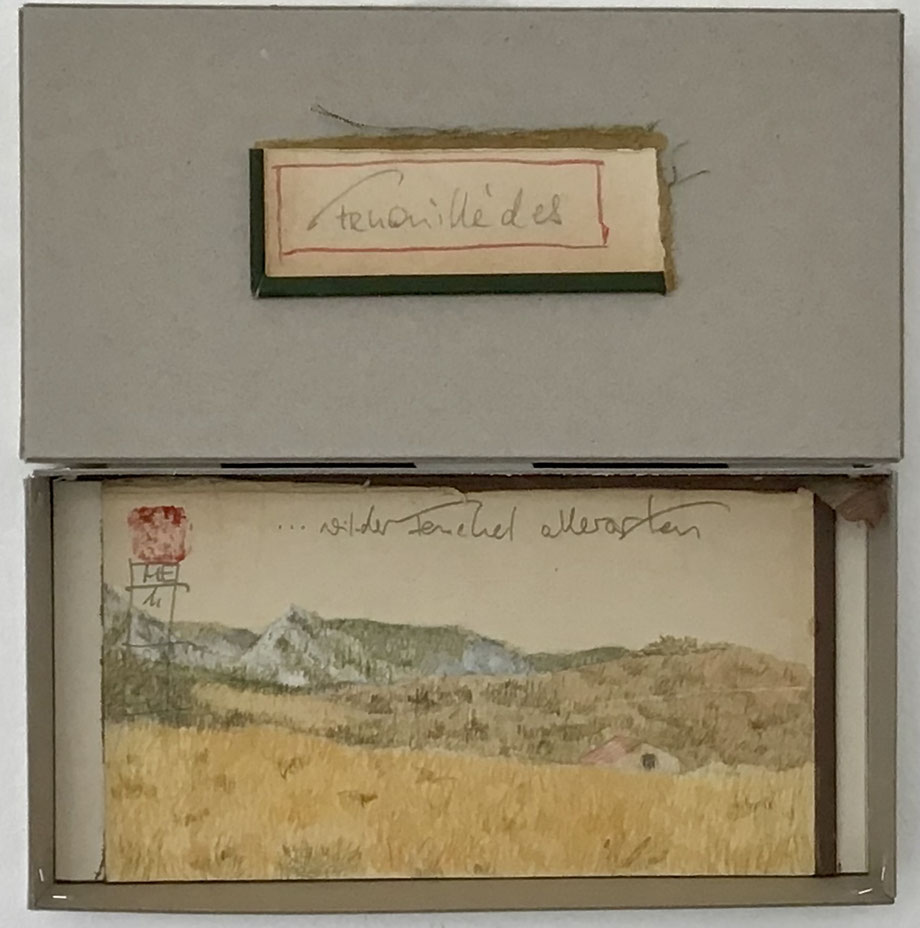 Fenouillèdes
... wilder Fenchel allerorten